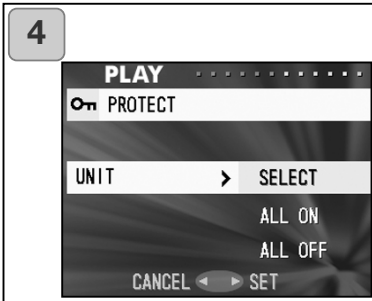 4
PLAY
PROTECT
UNIT > SELECT
ALL ON
ALL OFF
CANCEL ◀ ▶ SET